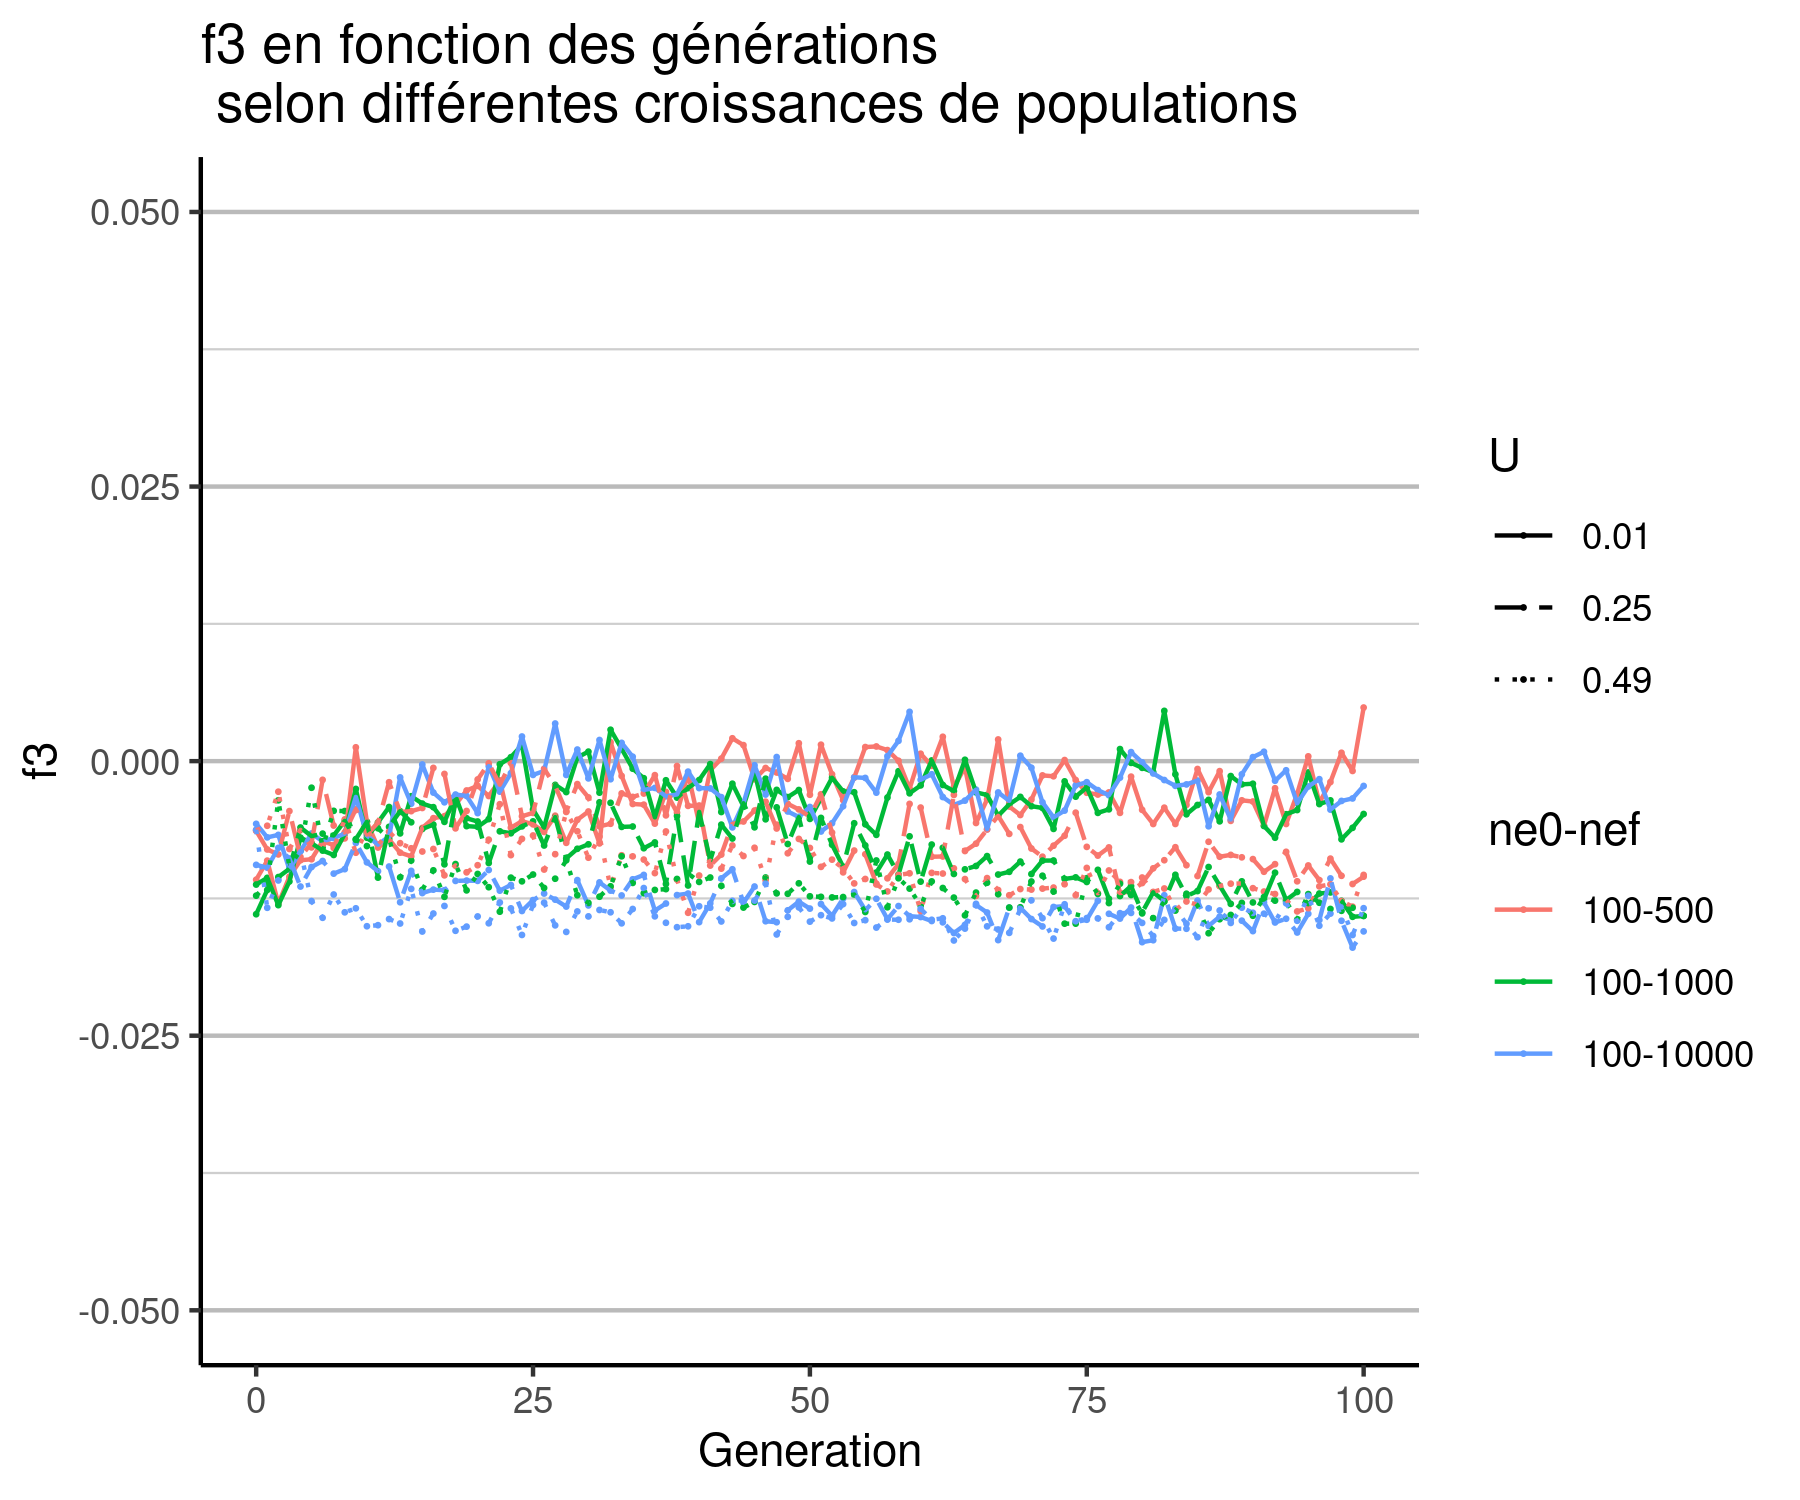 f3 en fonction des générations
selon différentes croissances de populations
0.050
0.025
0.000
-0.025
-0.050
f3
0
25
50
75
100
Generation
U
0.01
0.25
0.49
ne0-nef
100-500
100-1000
100-10000